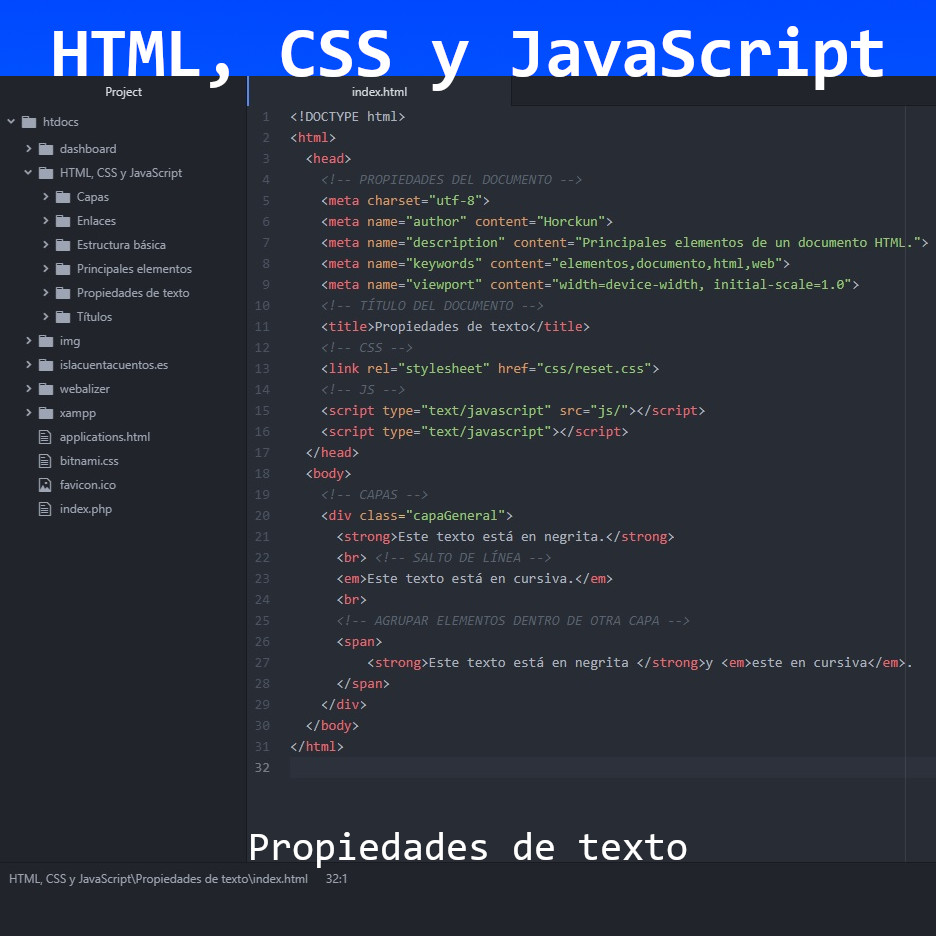 HTML, CSS y JavaScript
Project
index.html
htdocs
dashboard
HTML, CSS y JavaScript
Capas
Enlaces
Estructura básica
Principales elementos
Propiedades de texto
Títulos
img
islacuentacuentos.es
webalizer
xampp
applications.html
bitnami.css
favicon.ico
index.php
1 <!DOCTYPE html>
2 <html>
3 <head>
4 <!-- PROPIEDADES DEL DOCUMENTO -->
5 <meta charset="utf-8">
6 <meta name="author" content="Horckun">
7 <meta name="description" content="Principales elementos de un documento HTML.">
8 <meta name="keywords" content="elementos,documento,html,web">
9 <meta name="viewport" content="width=device-width, initial-scale=1.0">
10 <!-- TÍTULO DEL DOCUMENTO -->
11 <title>Propiedades de texto</title>
12 <!-- CSS -->
13 <link rel="stylesheet" href="css/reset.css">
14 <!-- JS -->
15 <script type="text/javascript" src="js/"></script>
16 <script type="text/javascript"></script>
17 </head>
18 <body>
19 <!-- CAPAS -->
20 <div class="capaGeneral">
21 <strong>Este texto está en negrita.</strong>
22 <br> <!-- SALTO DE LÍNEA -->
23 <em>Este texto está en cursiva.</em>
24 <br>
25 <!-- AGRUPAR ELEMENTOS DENTRO DE OTRA CAPA -->
26 <span>
27 <strong>Este texto está en negrita </strong>y <em>este en cursiva</em>.
28 </span>
29 </div>
30 </body>
31 </html>
32
Propiedades de texto
HTML, CSS y JavaScript\Propiedades de texto\index.html 32:1